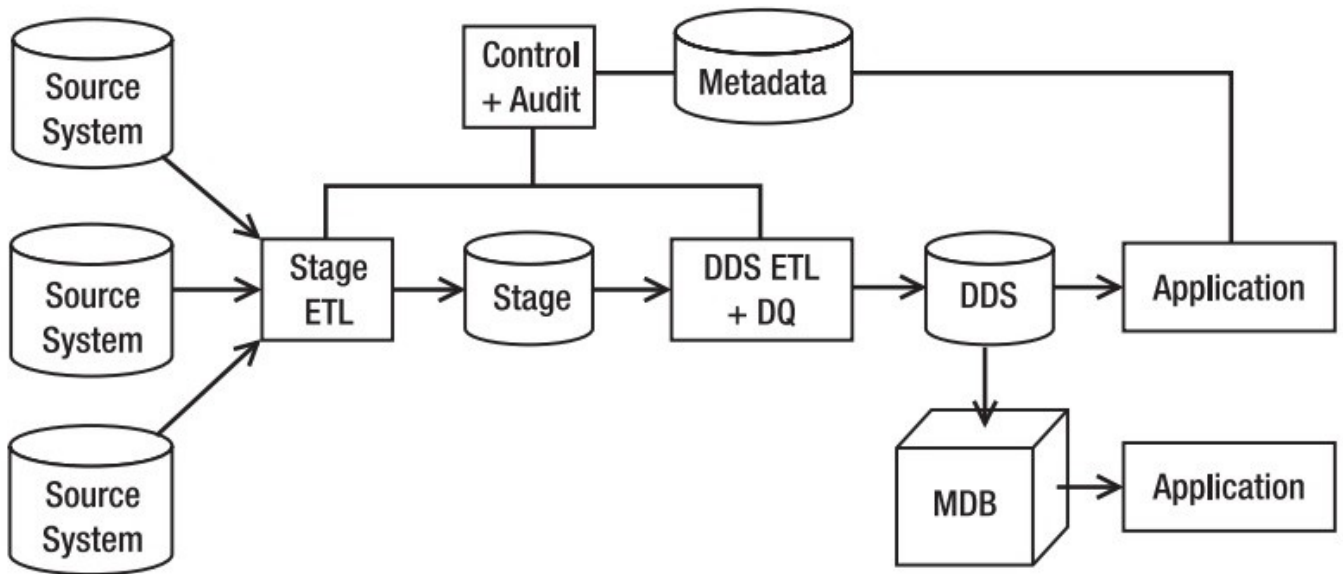 Source
System
Control
+ Audit
Metadata
Source
System
Stage
ETL
Stage
DDS ETL
+ DQ
DDS
Application
Source
System
MDB
Application